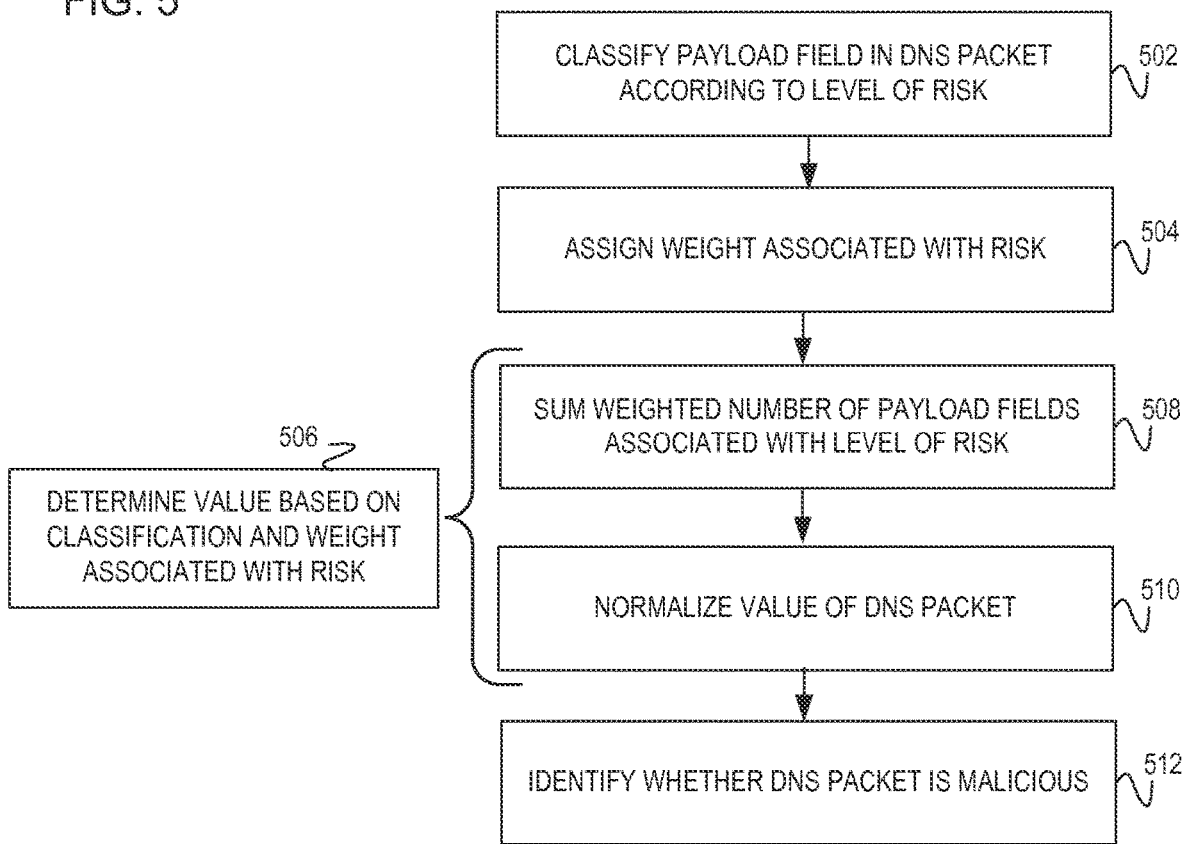 FIG. 5
CLASSIFY PAYLOAD FIELD IN DNS PACKET
ACCORDING TO LEVEL OF RISK
502
ASSIGN WEIGHT ASSOCIATED WITH RISK
504
506
DETERMINE VALUE BASED ON
CLASSIFICATION AND WEIGHT
ASSOCIATED WITH RISK
SUM WEIGHTED NUMBER OF PAYLOAD FIELDS
ASSOCIATED WITH LEVEL OF RISK
508
NORMALIZE VALUE OF DNS PACKET
510
IDENTIFY WHETHER DNS PACKET IS MALICIOUS
512